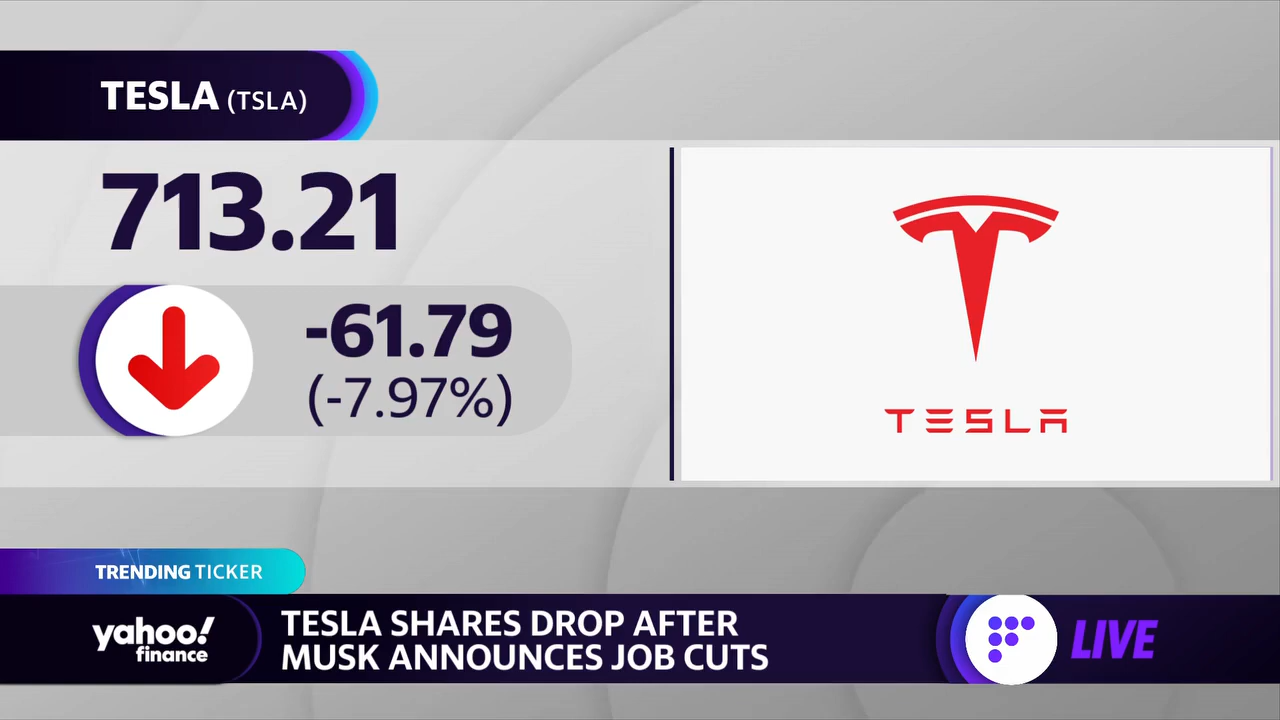 TESLA (TSLA)
713.21
-61.79
(-7.97%)
TESLA
TRENDING TICKER
yahoo!
finance
TESLA SHARES DROP AFTER
MUSK ANNOUNCES JOB CUTS
LIVE